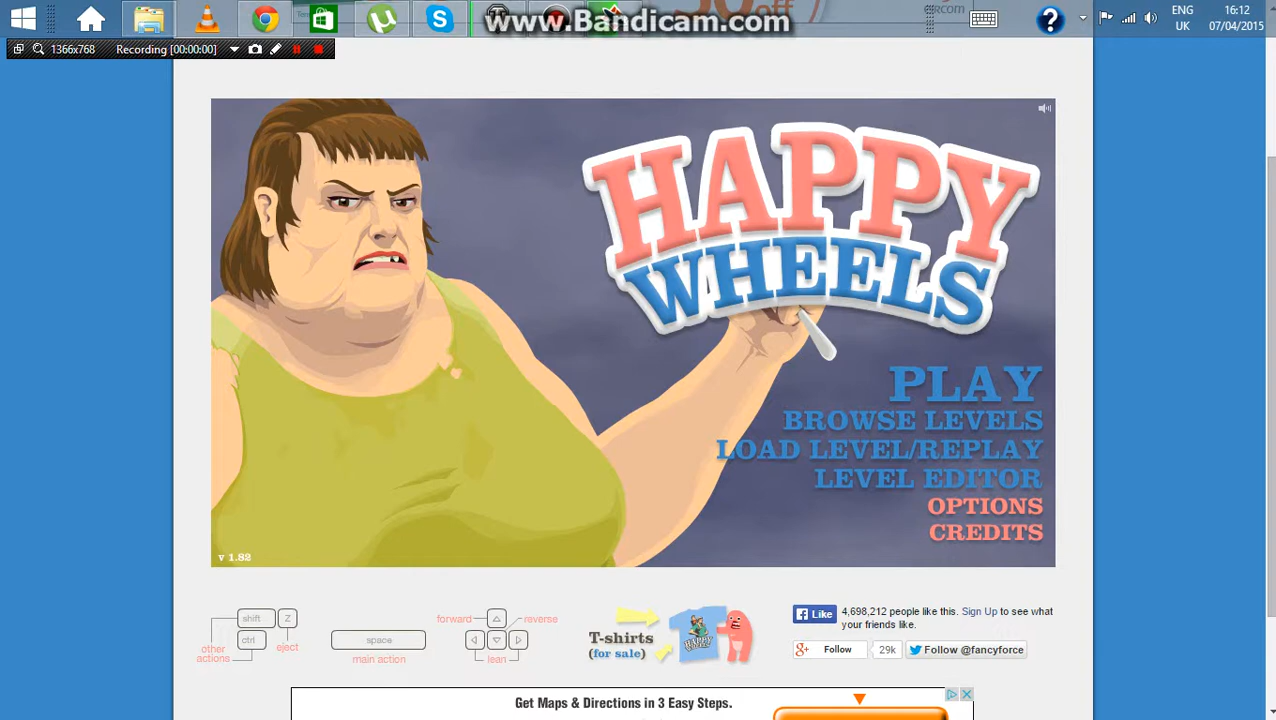 www.Bandicam.com
off
ercom
ENG
UK
16:12
07/04/2015
1366x768
Recording [00:00:00]
HAPPY
WHEELS
PLAY
BROWSE LEVELS
LOAD LEVEL/REPLAY
LEVEL EDITOR
OPTIONS
CREDITS
v 1.82
shift
Z
ctrl
other
actions
eject
space
main action
forward
reverse
lean
T-shirts
(for sale)
HAPPY
Like
4,698,212 people like this. Sign Up to see what
your friends like.
g+ Follow
29k
Follow @fancyforce
Get Maps & Directions in 3 Easy Steps.